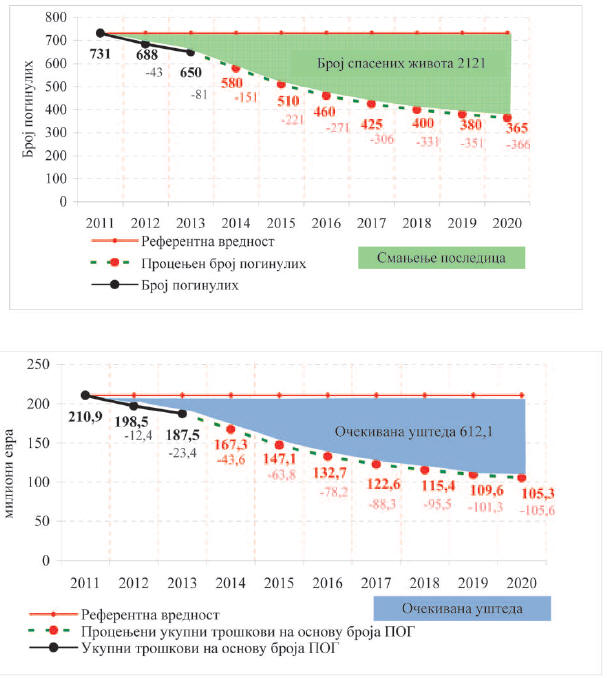 800
700
600
500
400
300
200
100
0
Број погинулих
Број спасених живота 2121
731 688 650 580 510 460 425 400 380 365
-43 -81 -151 -221 -271 -306 -331 -351 -366
2011 2012 2013 2014 2015 2016 2017 2018 2019 2020
Референтна вредност
Процењен број погинулих
Број погинулих
Смањење последица
250
200
150
100
50
0
милиони евра
Очекивана уштеда 612,1
210,9 198,5 187,5 167,3 147,1 132,7 122,6 115,4 109,6 105,3
-12,4 -23,4 -43,6 -63,8 -78,2 -88,3 -95,5 -101,3 -105,6
2011 2012 2013 2014 2015 2016 2017 2018 2019 2020
Референтна вредност
Процењени укупни трошкови на основу броја ПОГ
Укупни трошкови на основу броја ПОГ
Очекивана уштеда